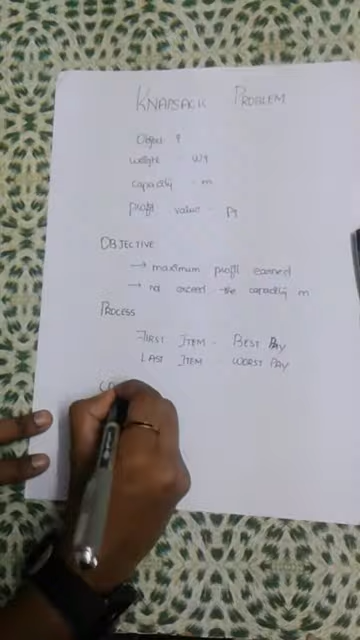 KNAPSACK PROBLEM
Object i
weight - wi
capacity - m
profit value - Pi
OBJECTIVE
→ maximum profit earned
→ not exceed the capacity m
PROCESS
FIRST ITEM - BEST PAY
LAST ITEM - WORST PAY